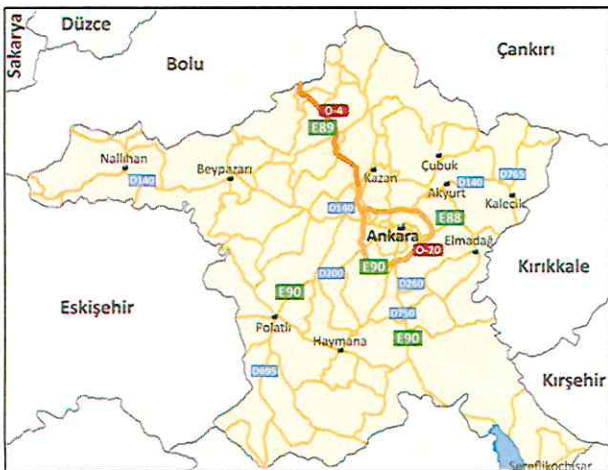 Sakarya
Düzce
Bolu
Çankırı
O-4
E89
Nallıhan
D140
Beypazarı
Kazan
Çubuk
Akyurt
D140
D765
Kalecik
D140
Ankara
E88
O-20
Elmadağ
Kırıkkale
E90
D200
D260
Eskişehir
E90
Polatlı
D750
Haymana
E90
D695
Kırşehir
Şereflikoçhisar